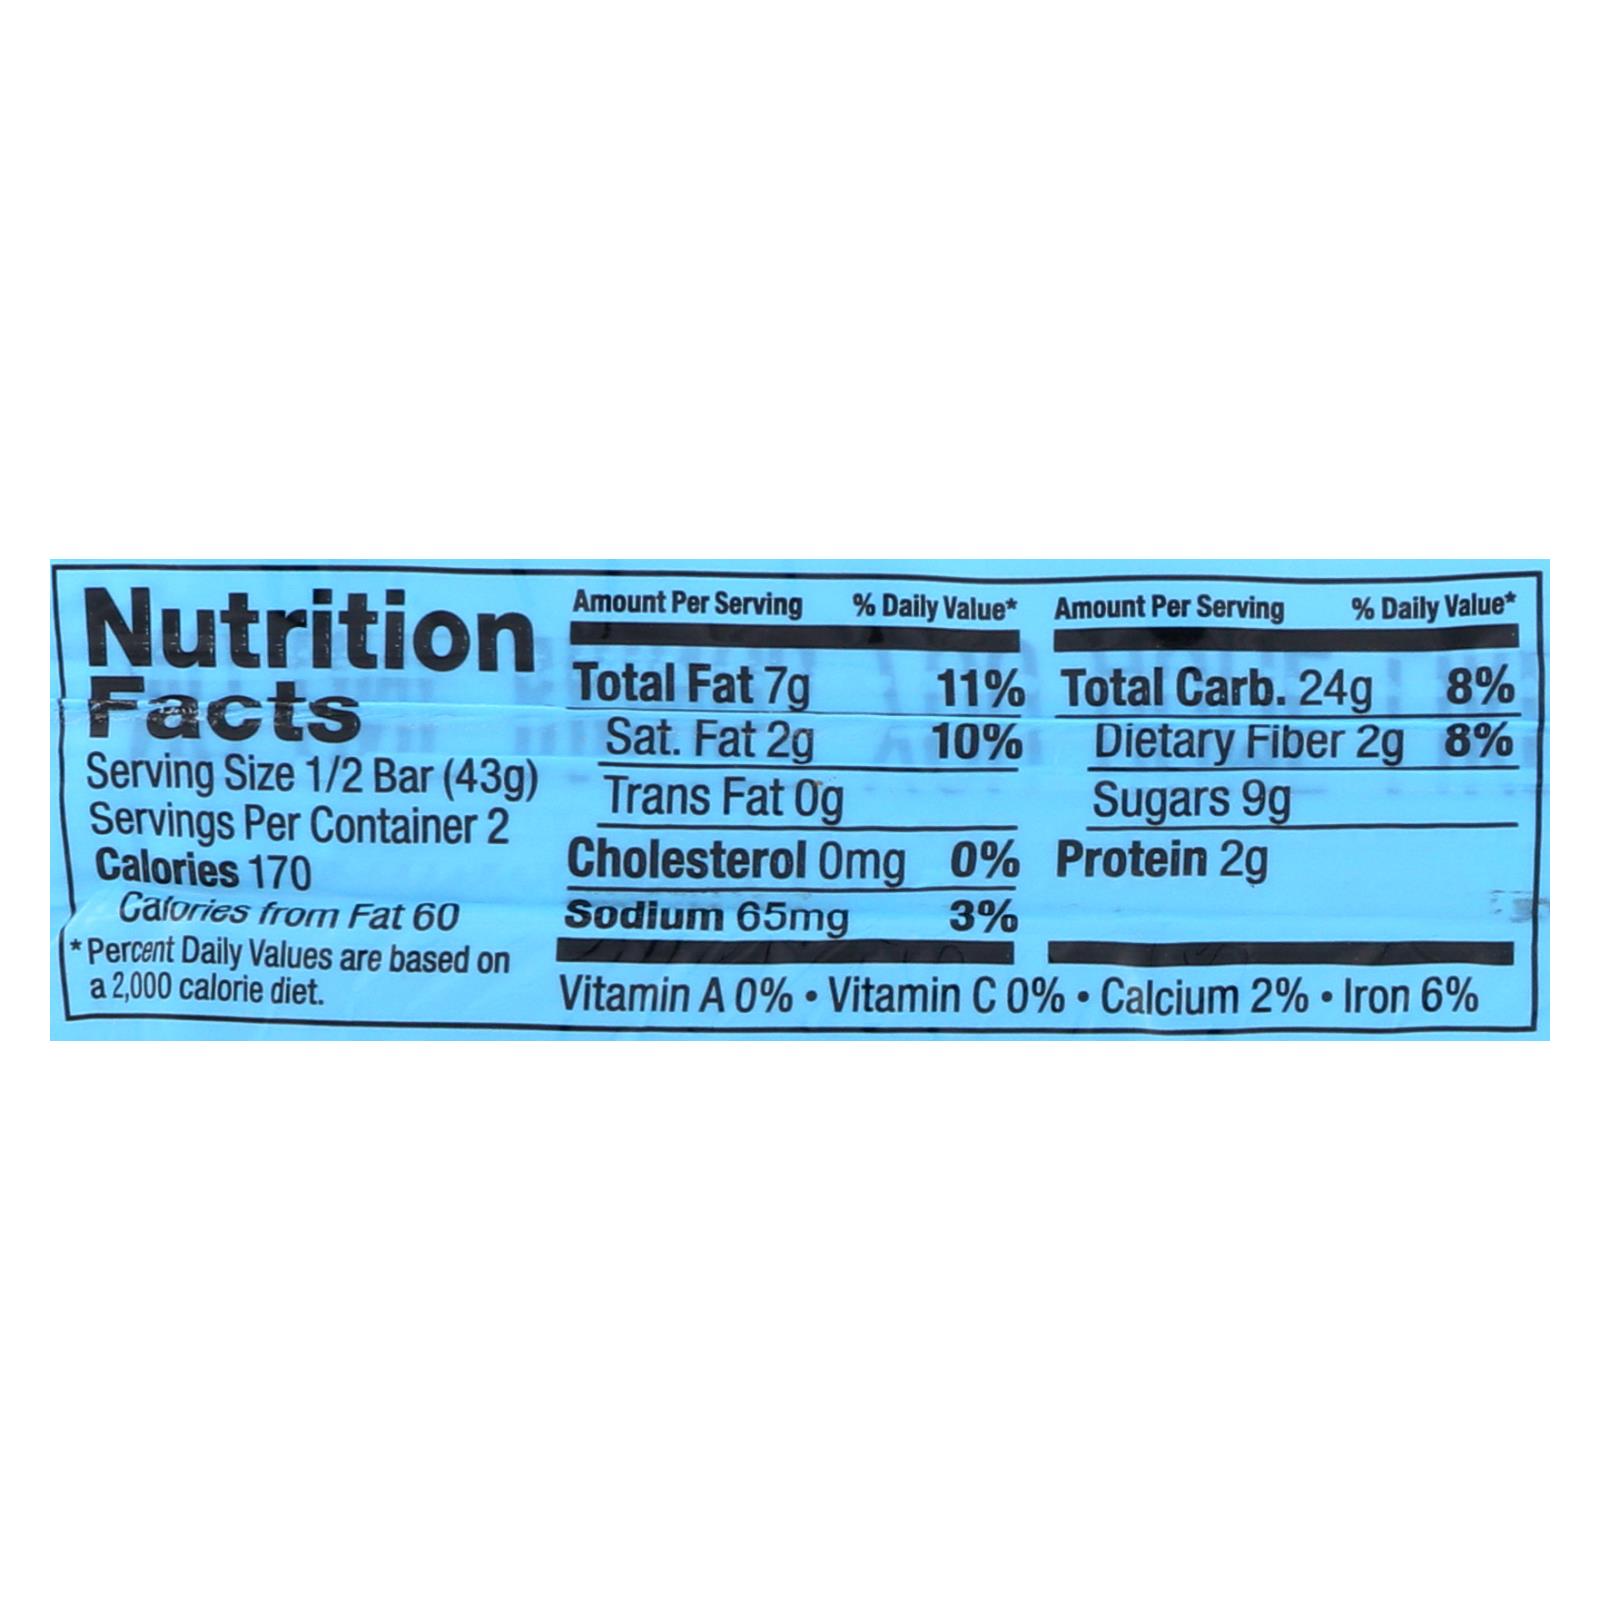 Nutrition
Facts
Serving Size 1/2 Bar (43g)
Servings Per Container 2
Calories 170
Calories from Fat 60
* Percent Daily Values are based on
a 2,000 calorie diet.
Amount Per Serving % Daily Value*
Total Fat 7g 11%
Sat. Fat 2g 10%
Trans Fat 0g
Cholesterol 0mg 0%
Sodium 65mg 3%
Amount Per Serving % Daily Value*
Total Carb. 24g 8%
Dietary Fiber 2g 8%
Sugars 9g
Protein 2g
Vitamin A 0% • Vitamin C 0% • Calcium 2% • Iron 6%